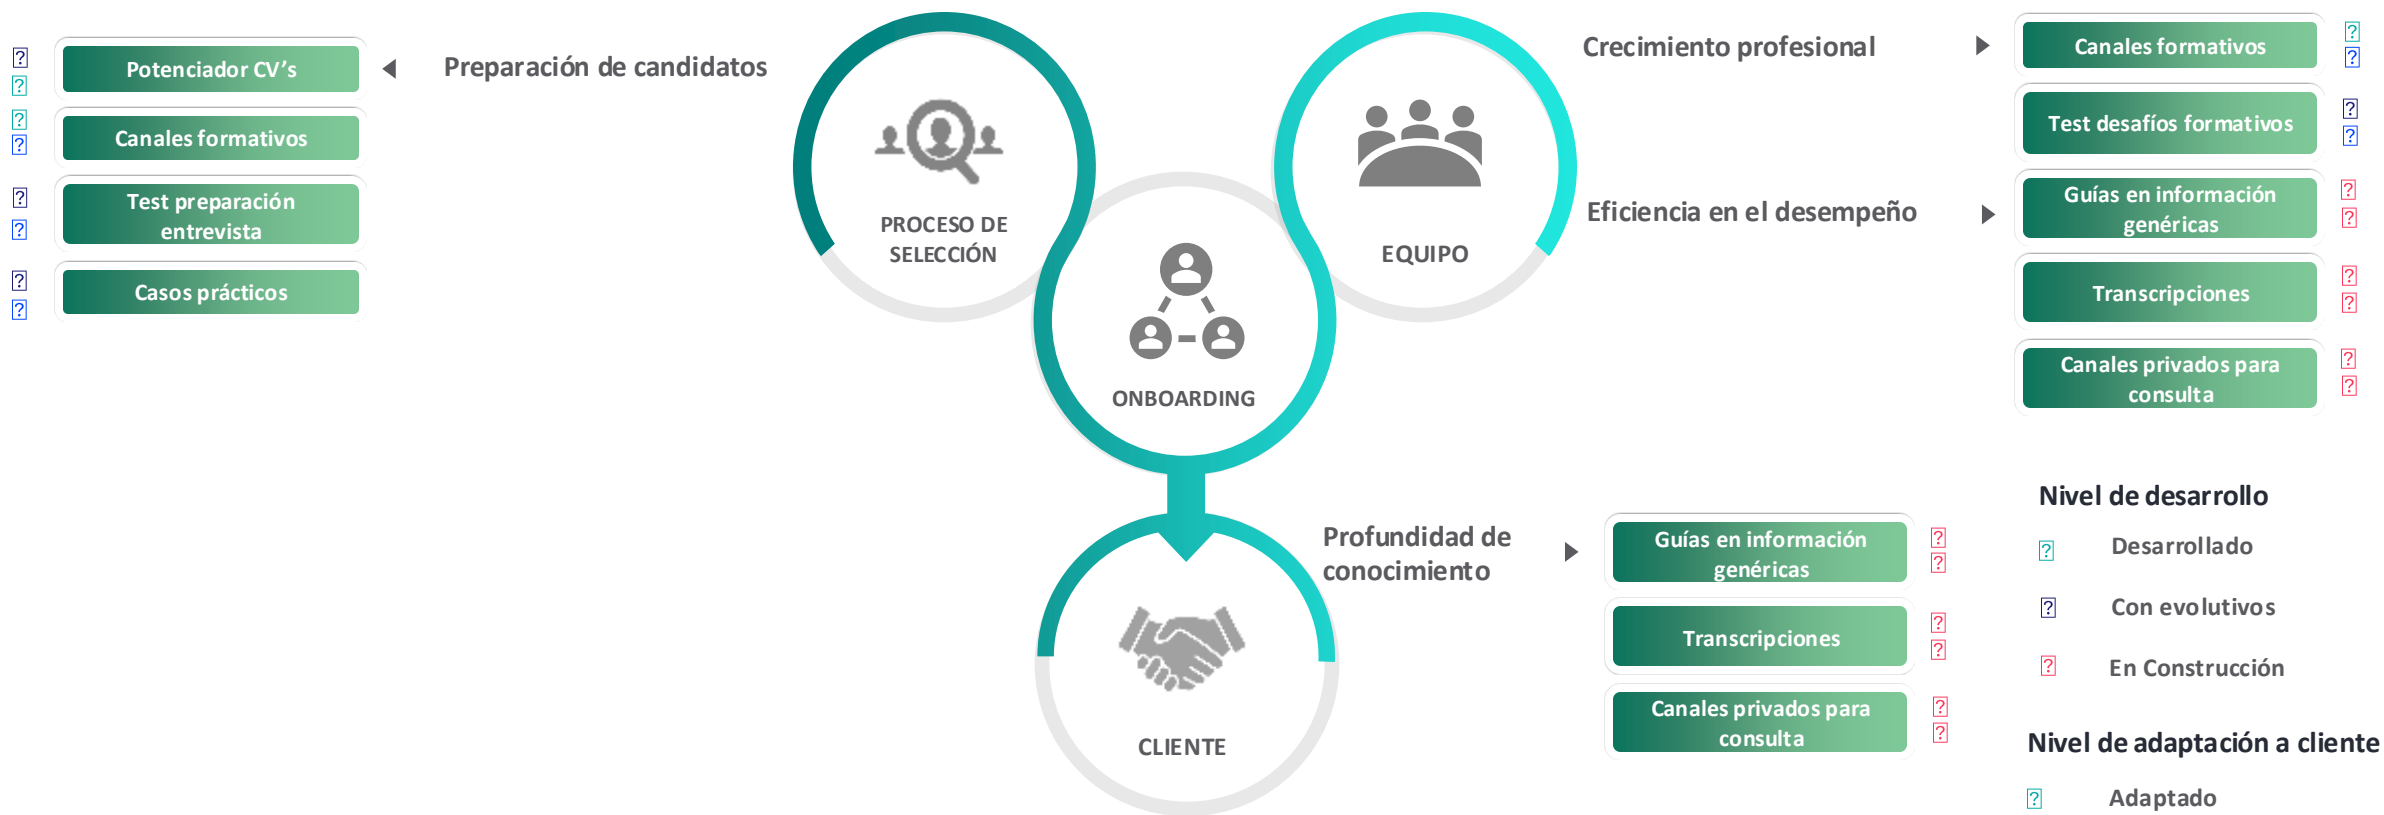 Potenciador CV's
Canales formativos
Test preparación
entrevista
Casos prácticos
Preparación de candidatos
PROCESO DE
SELECCIÓN
ONBOARDING
EQUIPO
CLIENTE
Crecimiento profesional
Eficiencia en el desempeño
Canales formativos
Test desafíos formativos
Guías en información
genéricas
Transcripciones
Canales privados para
consulta
Profundidad de
conocimiento
Guías en información
genéricas
Transcripciones
Canales privados para
consulta
Nivel de desarrollo
Desarrollado
Con evolutivos
En Construcción
Nivel de adaptación a cliente
Adaptado